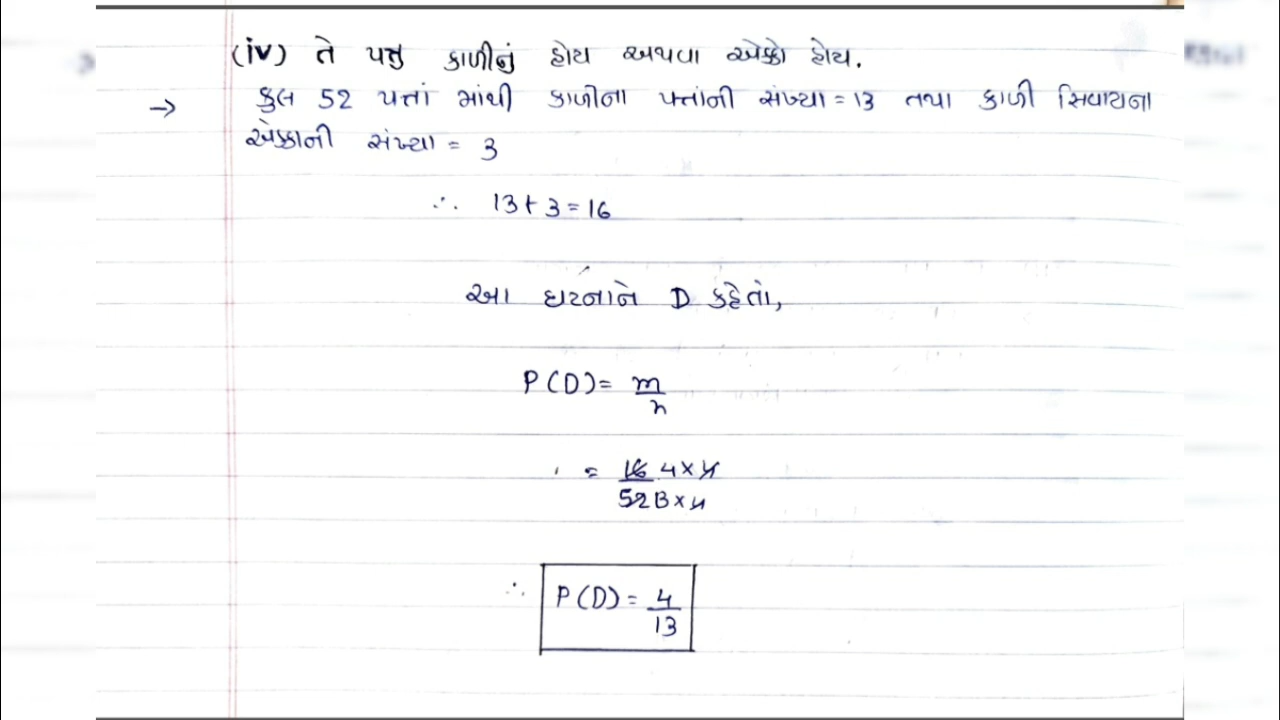 (iv) તે પત્તુ કાળીનું હોય અથવા એક્કો હોય.
→ કુલ 52 પત્તાં માંથી કાળીના પત્તાંની સંખ્યા = 13 તથા કાળી સિવાયના
એક્કાની સંખ્યા = 3
∴ 13 + 3 = 16
આ ઘટનાને D કહેતાં,
P(D) = m/n
= 16 4 × 4 / 52 13 × 4
∴ P(D) = 4/13